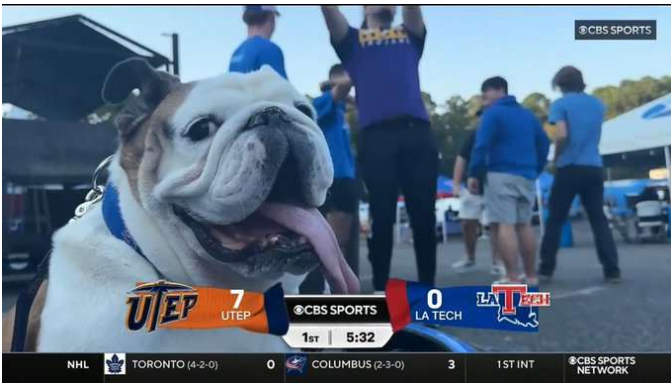 CBS SPORTS
UTEP
7
UTEP
CBS SPORTS
1ST 5:32
0
LA TECH
LA TECH
NHL TORONTO (4-2-0) 0 COLUMBUS (2-3-0) 3 1ST INT CBS SPORTS
NETWORK